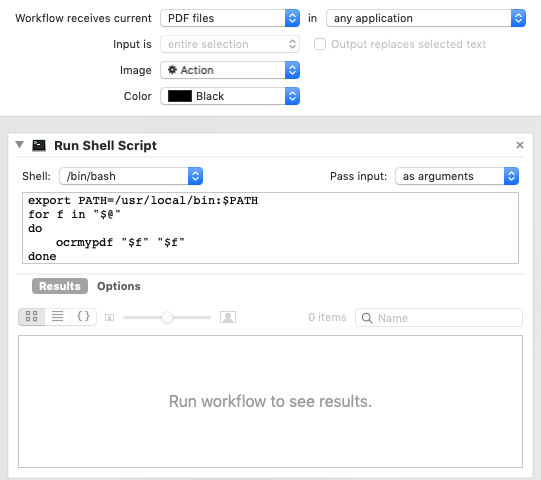 Workflow receives current PDF files in any application
Input is entire selection Output replaces selected text
Image Action
Color Black
Run Shell Script
Shell: /bin/bash Pass input: as arguments
export PATH=/usr/local/bin:$PATH
for f in "$@"
do
    ocrmypdf "$f" "$f"
done
Results Options
0 items Name
Run workflow to see results.